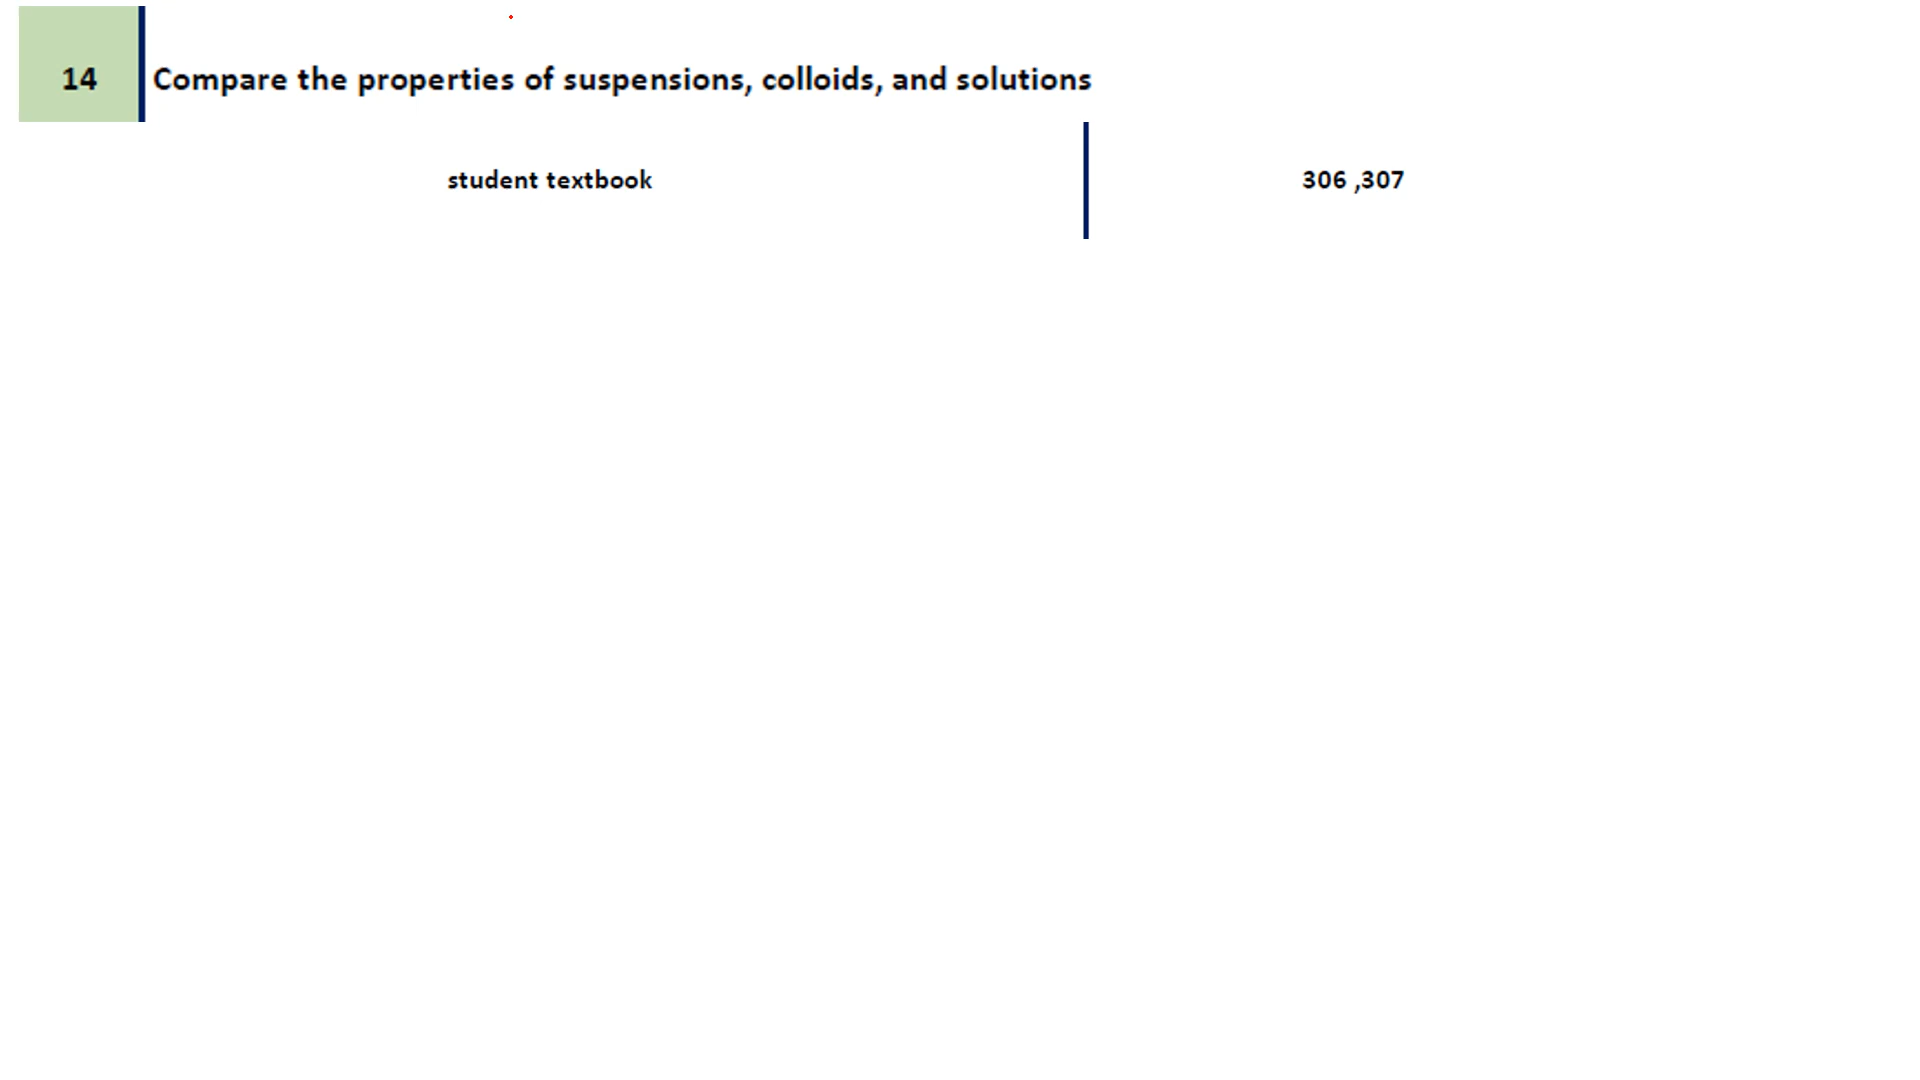 14 Compare the properties of suspensions, colloids, and solutions
student textbook 306 ,307